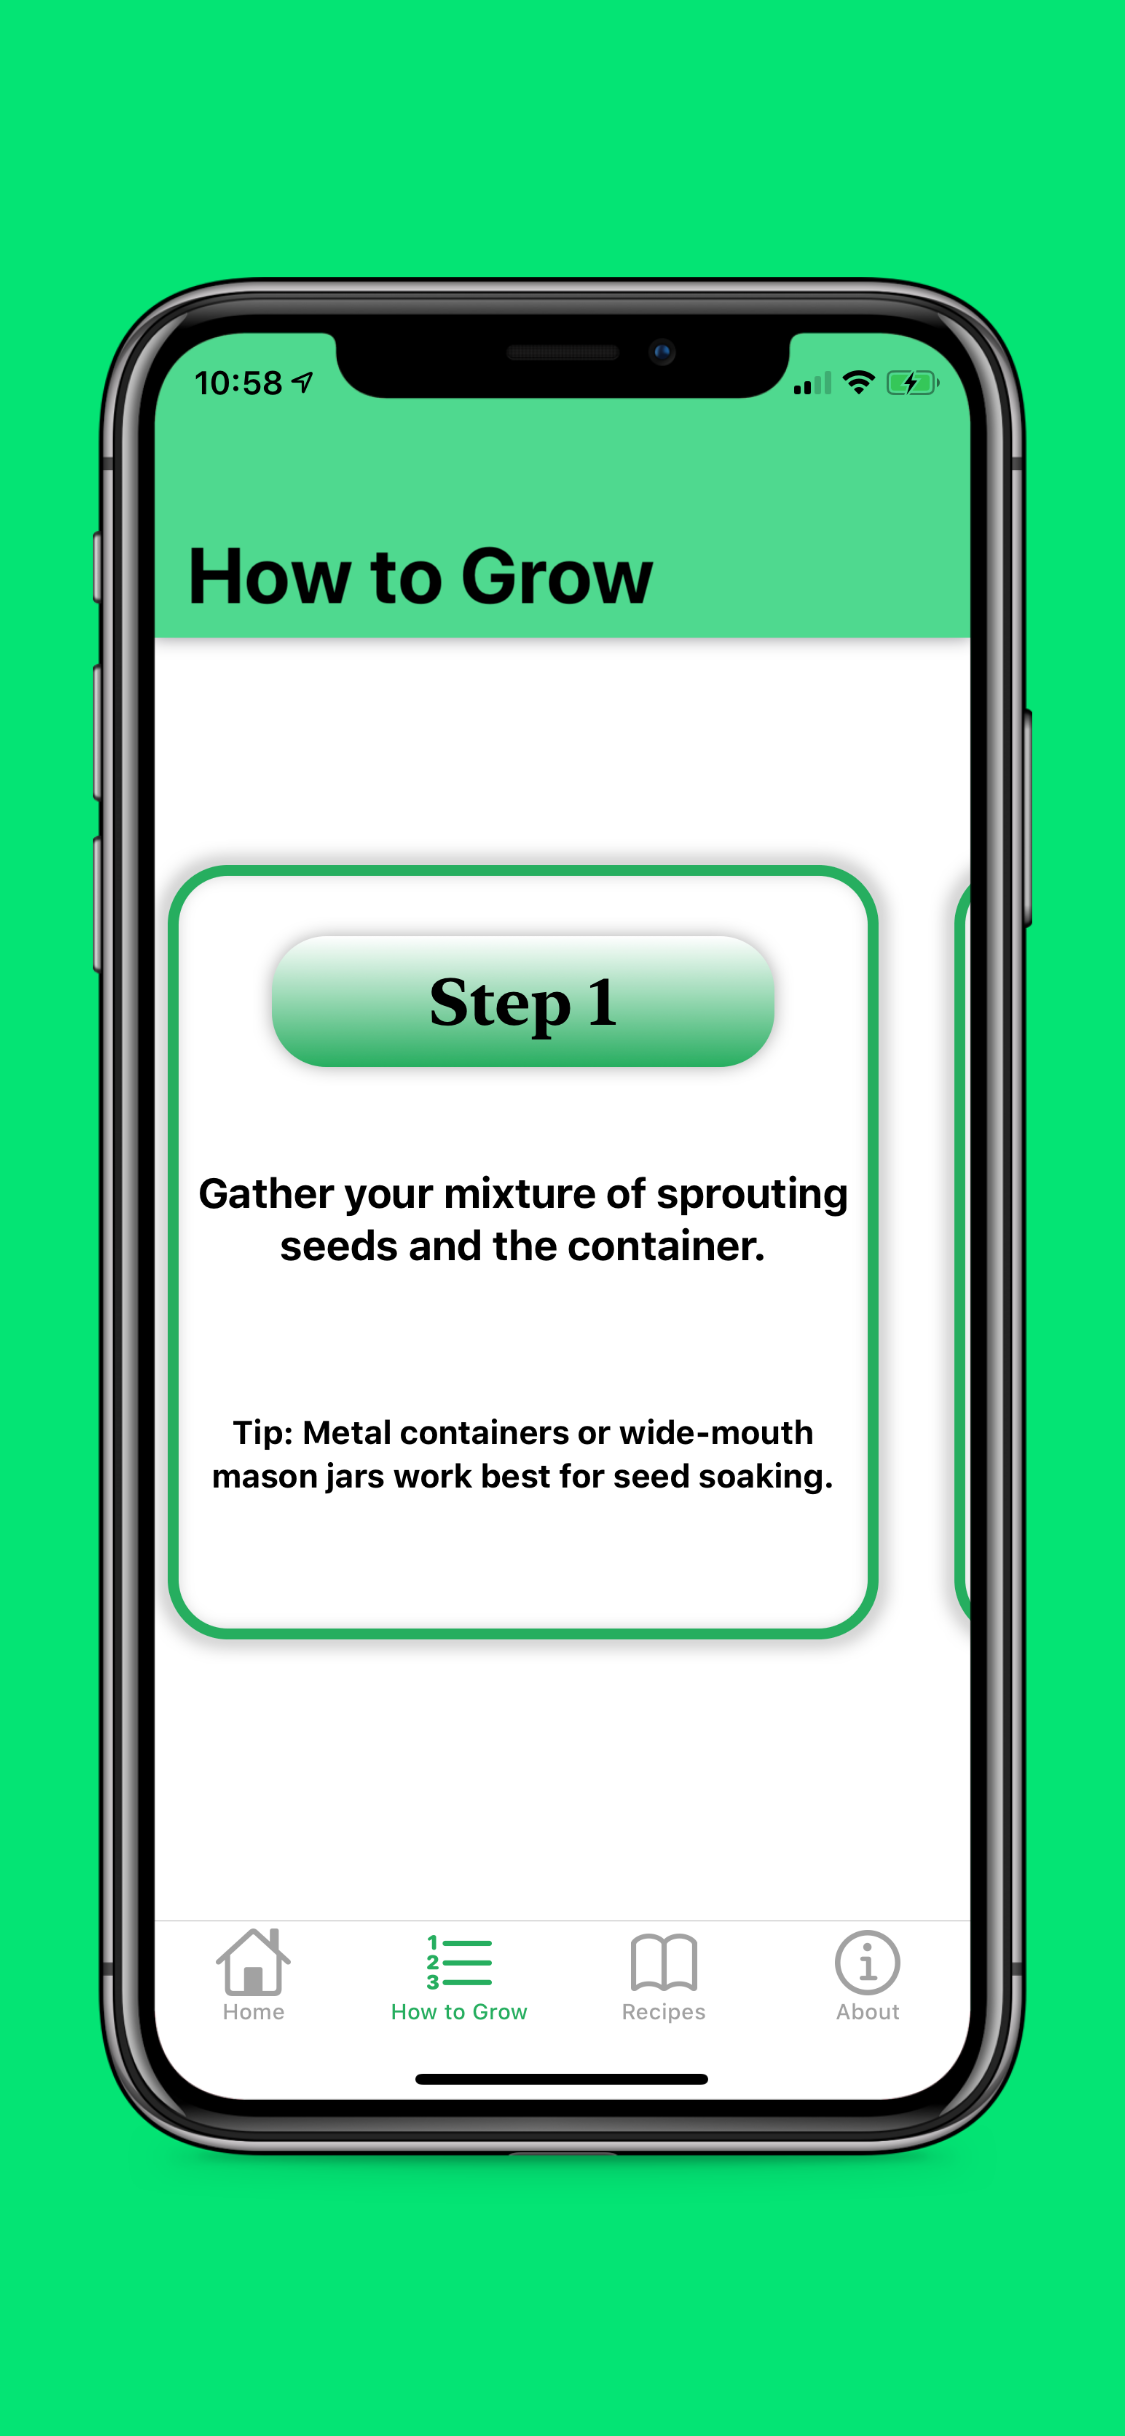 10:58
How to Grow
Step 1
Gather your mixture of sprouting
seeds and the container.
Tip: Metal containers or wide-mouth
mason jars work best for seed soaking.
1
2
3
Home
How to Grow
Recipes
About